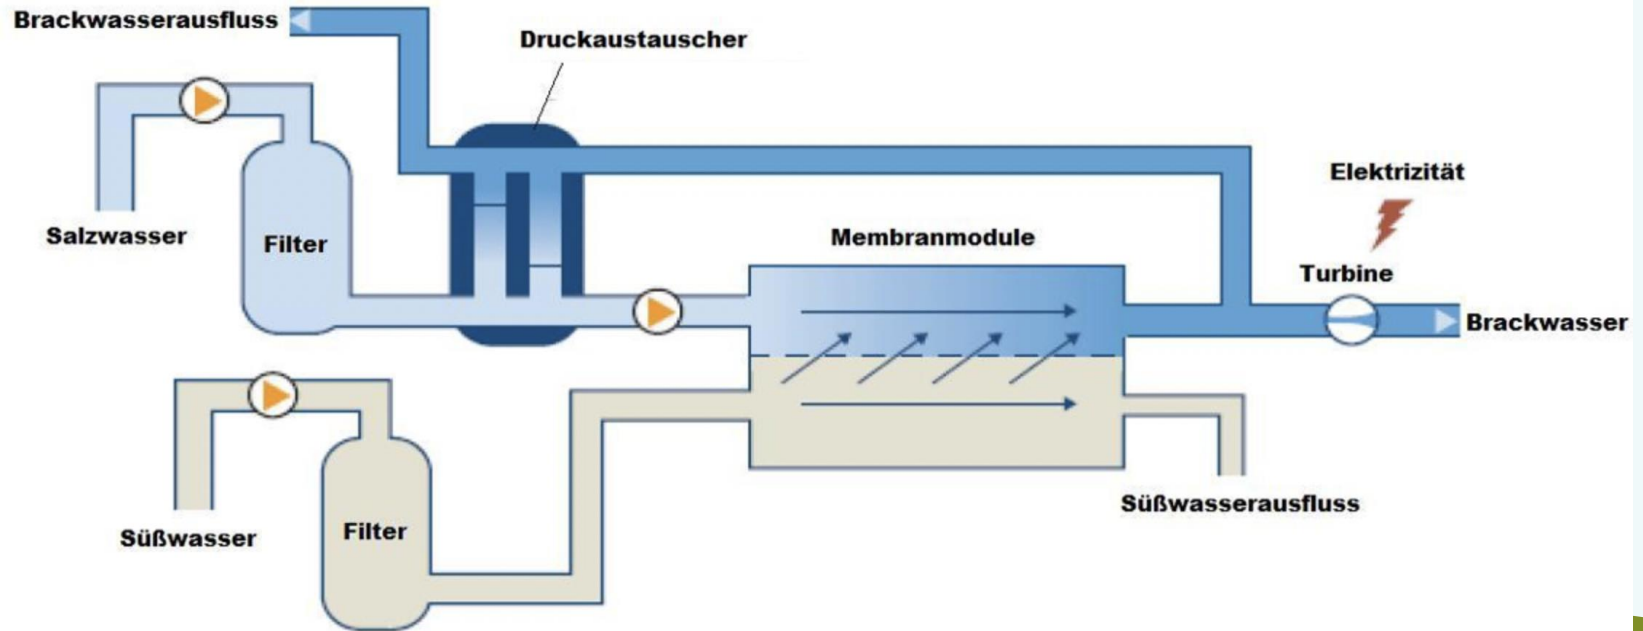 Brackwasserausfluss
Druckaustauscher
Elektrizität
Salzwasser
Filter
Membranmodule
Turbine
Brackwasser
Süßwasserausfluss
Süßwasser
Filter